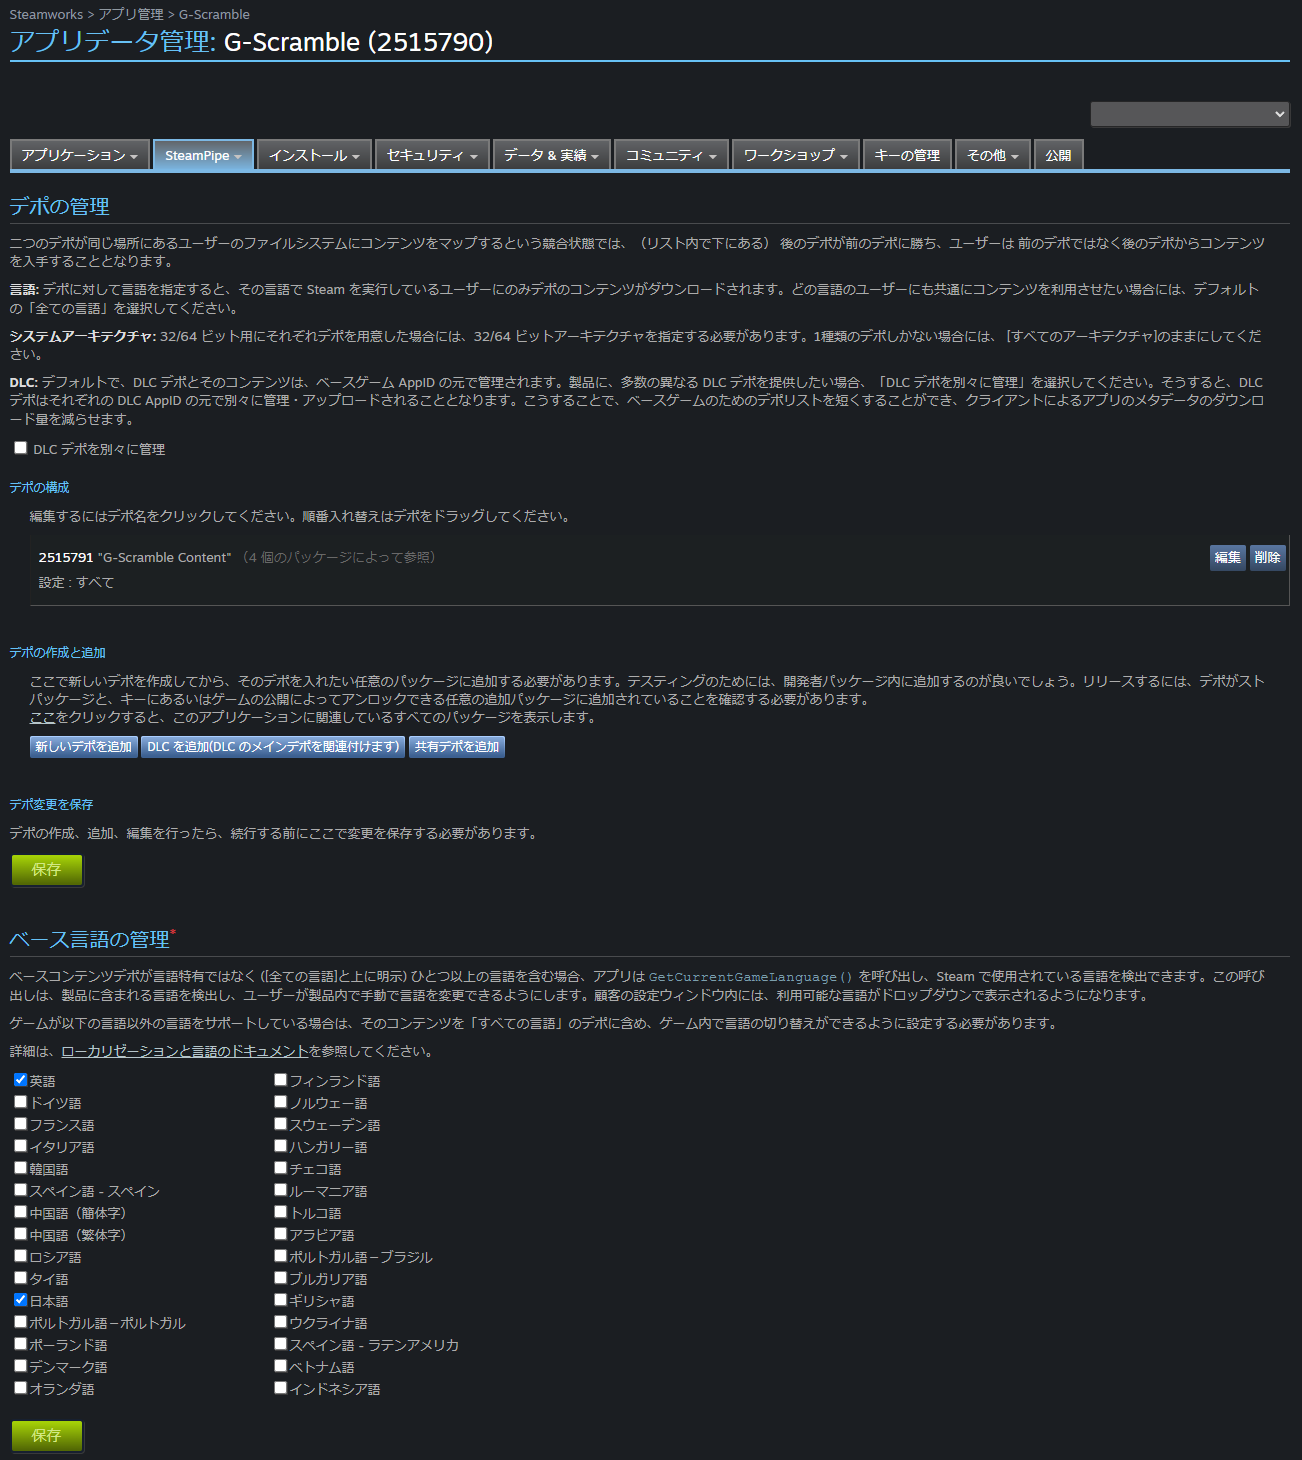 Steamworks > アプリ管理 > G-Scramble
アプリデータ管理: G-Scramble (2515790)
アプリケーション SteamPipe インストール セキュリティ データ & 実績 コミュニティ ワークショップ キーの管理 その他 公開
デポの管理
二つのデポが同じ場所にあるユーザーのファイルシステムにコンテンツをマップするという競合状態では、（リスト内で下にある） 後のデポが前のデポに勝ち、ユーザーは 前のデポではなく後のデポからコンテンツ
を入手することとなります。
言語: デポに対して言語を指定すると、その言語で Steam を実行しているユーザーにのみデポのコンテンツがダウンロードされます。どの言語のユーザーにも共通にコンテンツを利用させたい場合には、デフォルト
の「全ての言語」を選択してください。
システムアーキテクチャ: 32/64 ビット用にそれぞれデポを用意した場合には、32/64 ビットアーキテクチャを指定する必要があります。1種類のデポしかない場合には、 [すべてのアーキテクチャ]のままにしてくだ
さい。
DLC: デフォルトで、DLC デポとそのコンテンツは、ベースゲーム AppID の元で管理されます。製品に、多数の異なる DLC デポを提供したい場合、「DLC デポを別々に管理」を選択してください。そうすると、DLC
デポはそれぞれの DLC AppID の元で別々に管理・アップロードされることとなります。こうすることで、ベースゲームのためのデポリストを短くすることができ、クライアントによるアプリのメタデータのダウンロ
ード量を減らせます。
DLC デポを別々に管理
デポの構成
編集するにはデポ名をクリックしてください。順番入れ替えはデポをドラッグしてください。
2515791 "G-Scramble Content" （4 個のパッケージによって参照） 編集 削除
設定 : すべて
デポの作成と追加
ここで新しいデポを作成してから、そのデポを入れたい任意のパッケージに追加する必要があります。テスティングのためには、開発者パッケージ内に追加するのが良いでしょう。リリースするには、デポがスト
パッケージと、キーにあるいはゲームの公開によってアンロックできる任意の追加パッケージに追加されていることを確認する必要があります。
ここをクリックすると、このアプリケーションに関連しているすべてのパッケージを表示します。
新しいデポを追加 DLC を追加(DLC のメインデポを関連付けます) 共有デポを追加
デポ変更を保存
デポの作成、追加、編集を行ったら、続行する前にここで変更を保存する必要があります。
保存
ベース言語の管理*
ベースコンテンツデポが言語特有ではなく ([全ての言語]と上に明示) ひとつ以上の言語を含む場合、アプリは GetCurrentGameLanguage() を呼び出し、Steam で使用されている言語を検出できます。この呼び
出しは、製品に含まれる言語を検出し、ユーザーが製品内で手動で言語を変更できるようにします。顧客の設定ウィンドウ内には、利用可能な言語がドロップダウンで表示されるようになります。
ゲームが以下の言語以外の言語をサポートしている場合は、そのコンテンツを「すべての言語」のデポに含め、ゲーム内で言語の切り替えができるように設定する必要があります。
詳細は、ローカリゼーションと言語のドキュメントを参照してください。
英語
ドイツ語
フランス語
イタリア語
韓国語
スペイン語 - スペイン
中国語（簡体字）
中国語（繁体字）
ロシア語
タイ語
日本語
ポルトガル語－ポルトガル
ポーランド語
デンマーク語
オランダ語
フィンランド語
ノルウェー語
スウェーデン語
ハンガリー語
チェコ語
ルーマニア語
トルコ語
アラビア語
ポルトガル語－ブラジル
ブルガリア語
ギリシャ語
ウクライナ語
スペイン語 - ラテンアメリカ
ベトナム語
インドネシア語
保存